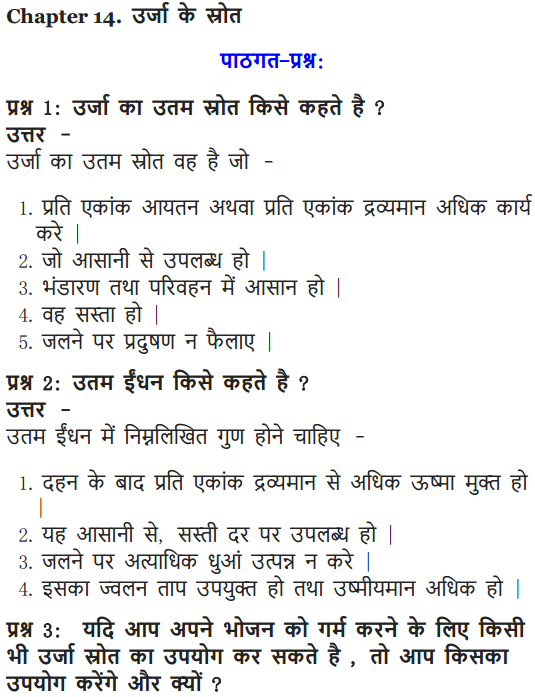 Chapter 14. उर्जा के स्रोत
पाठगत-प्रश्न:
प्रश्न 1: उर्जा का उतम स्रोत किसे कहते है ?
उत्तर -
उर्जा का उतम स्रोत वह है जो -
1. प्रति एकांक आयतन अथवा प्रति एकांक द्रव्यमान अधिक कार्य
करे |
2. जो आसानी से उपलब्ध हो |
3. भंडारण तथा परिवहन में आसान हो |
4. वह सस्ता हो |
5. जलने पर प्रदुषण न फैलाए |
प्रश्न 2: उतम ईंधन किसे कहते है ?
उत्तर -
उतम ईंधन में निम्नलिखित गुण होने चाहिए -
1. दहन के बाद प्रति एकांक द्रव्यमान से अधिक ऊष्मा मुक्त हो
|
2. यह आसानी से, सस्ती दर पर उपलब्ध हो |
3. जलने पर अत्याधिक धुआं उत्पन्न न करे |
4. इसका ज्वलन ताप उपयुक्त हो तथा उष्मीयमान अधिक हो |
प्रश्न 3: यदि आप अपने भोजन को गर्म करने के लिए किसी
भी उर्जा स्रोत का उपयोग कर सकते है , तो आप किसका
उपयोग करेंगे और क्यों ?